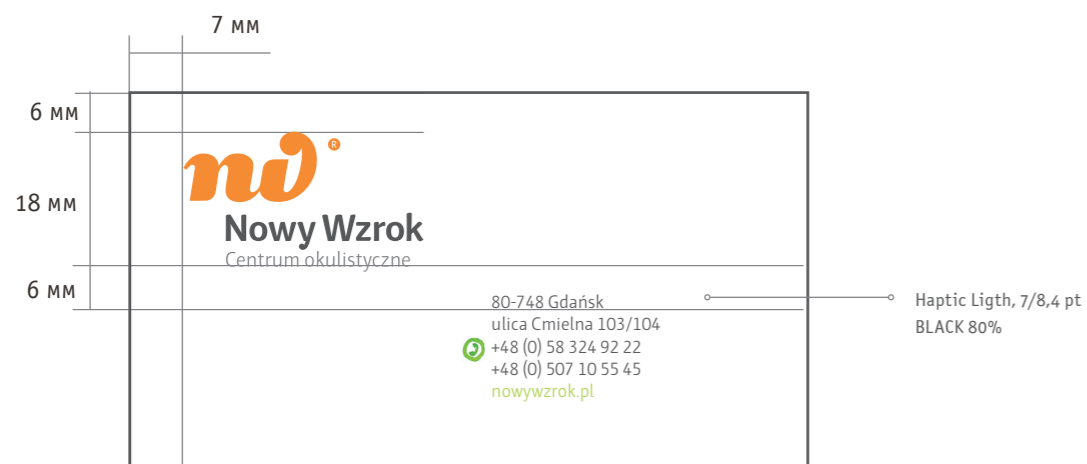 7 мм
6 мм
18 мм
6 мм
nw®
Nowy Wzrok
Centrum okulistyczne
80-748 Gdańsk
ulica Cmielna 103/104
+48 (0) 58 324 92 22
+48 (0) 507 10 55 45
nowywzrok.pl
Haptic Ligth, 7/8,4 pt
BLACK 80%